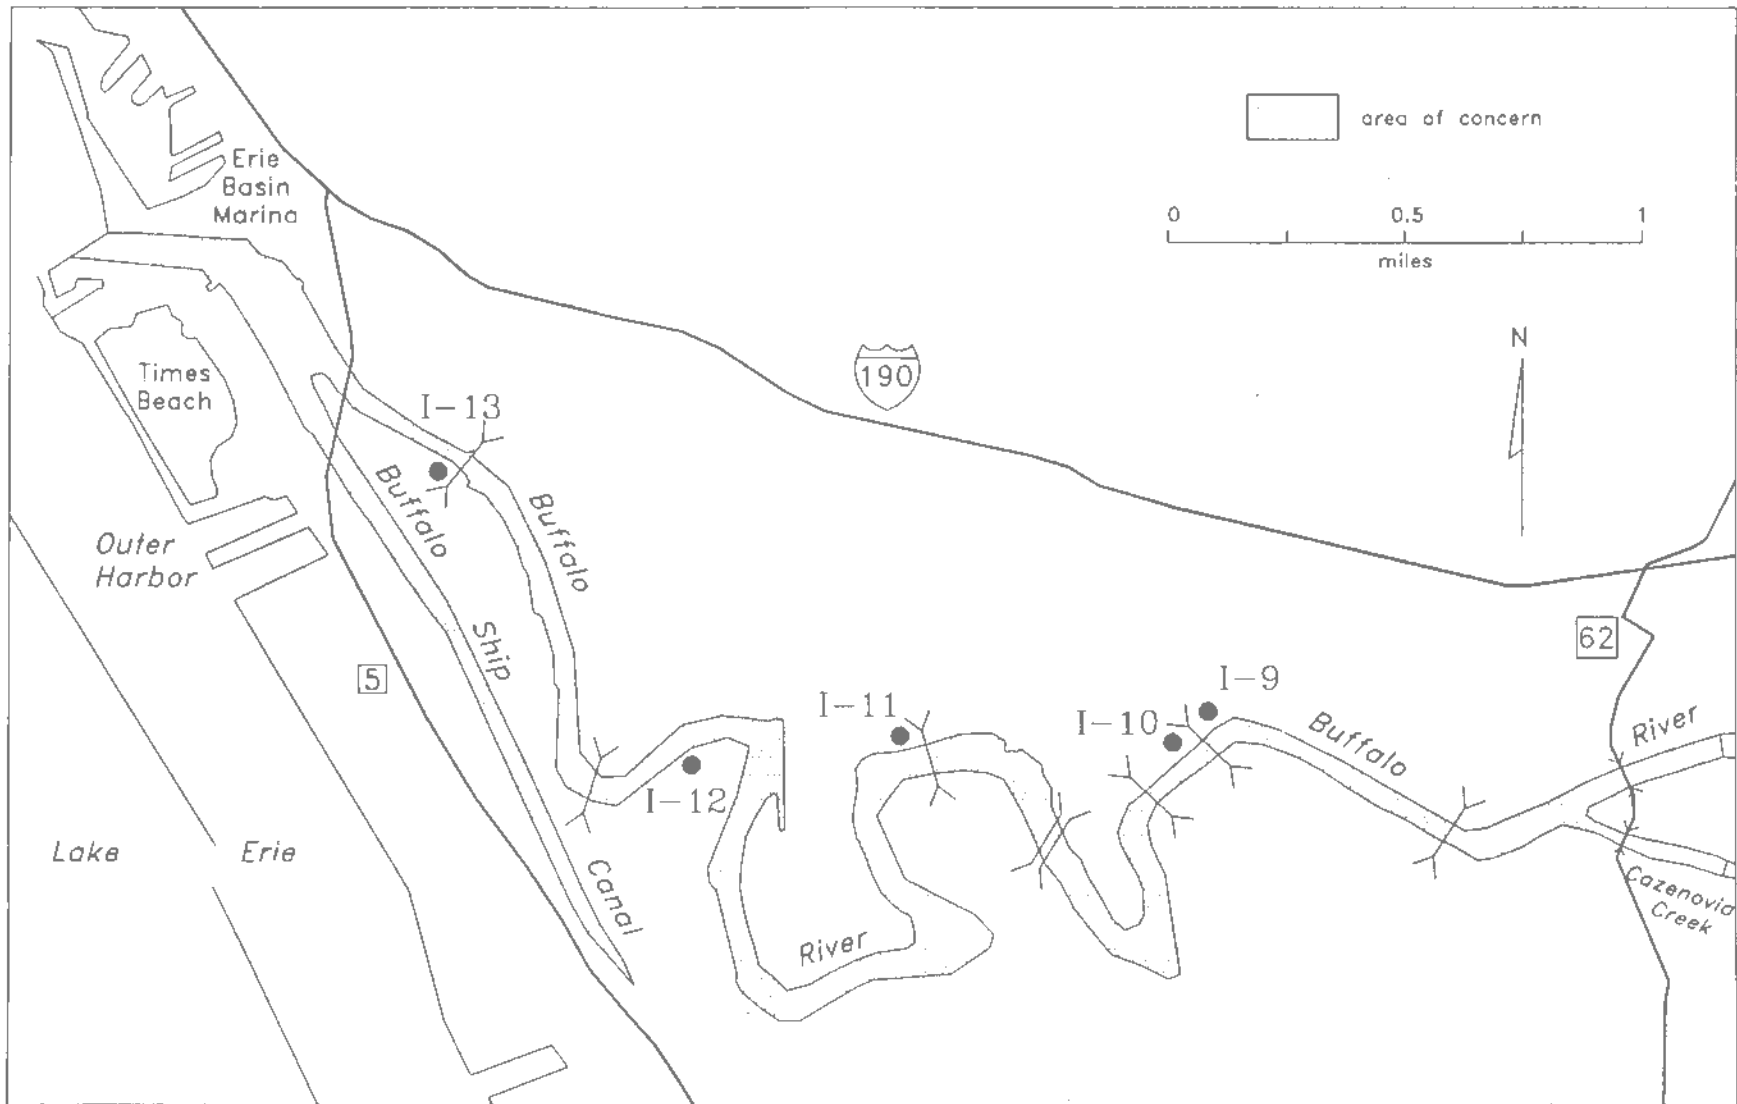 area of concern
0 0.5 1
miles
N
Erie
Basin
Marina
Times
Beach
190
I-13
Buffalo
Buffalo
Outer
Harbor
Ship
5
62
I-9
I-11
I-10
Buffalo
River
I-12
Lake Erie
Canal
River
Cazenovia
Creek